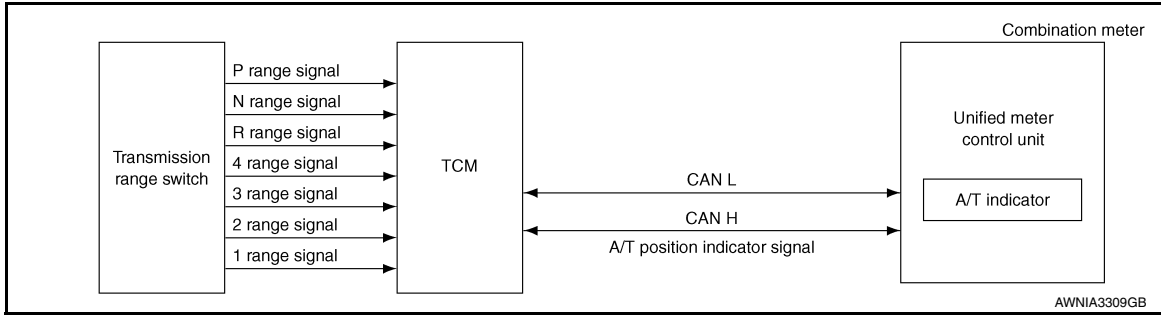 Combination meter
P range signal
N range signal
R range signal
4 range signal
3 range signal
2 range signal
1 range signal
Transmission
range switch
TCM
CAN L
CAN H
A/T position indicator signal
Unified meter
control unit
A/T indicator
AWNIA3309GB